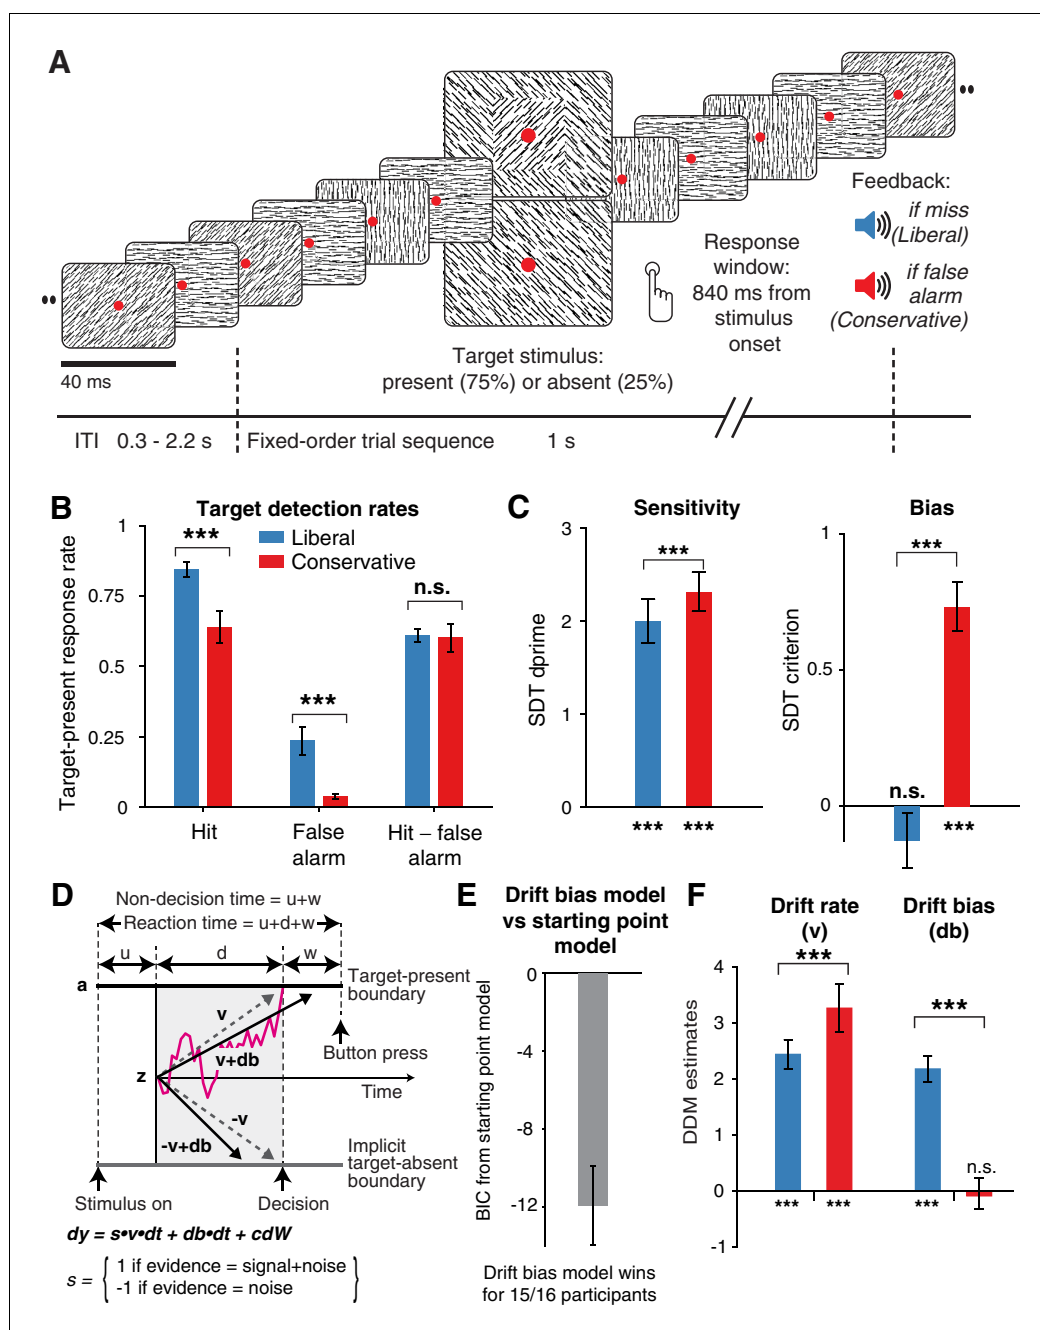 A
Feedback:
if miss
(Liberal)
if false
alarm
(Conservative)
Response
window:
840 ms from
stimulus
onset
40 ms
Target stimulus:
present (75%) or absent (25%)
ITI 0.3 - 2.2 s
Fixed-order trial sequence
1 s
B
Target detection rates
Liberal
Conservative
Target-present response rate
1
0.75
0.5
0.25
0
***
***
n.s.
Hit
False
alarm
Hit – false
alarm
C
Sensitivity
SDT dprime
3
2
1
0
***
***
***
Bias
SDT criterion
1
0.5
0
***
n.s.
***
D
Non-decision time = u+w
Reaction time = u+d+w
u
d
w
a
Target-present
boundary
v
v+db
Button press
z
Time
-v
-v+db
Implicit
target-absent
boundary
Stimulus on
Decision
dy = s•v•dt + db•dt + cdW
s = {
1 if evidence = signal+noise
-1 if evidence = noise
}
E
Drift bias model
vs starting point
model
BIC from starting point model
0
-4
-8
-12
Drift bias model wins
for 15/16 participants
F
Drift rate
(v)
Drift bias
(db)
DDM estimates
4
3
2
1
0
-1
***
***
n.s.
***
***
***